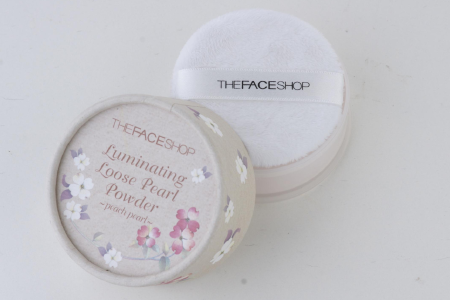 THEFACESHOP
THEFACESHOP
Luminating
Loose Pearl
Powder
~peach pearl~